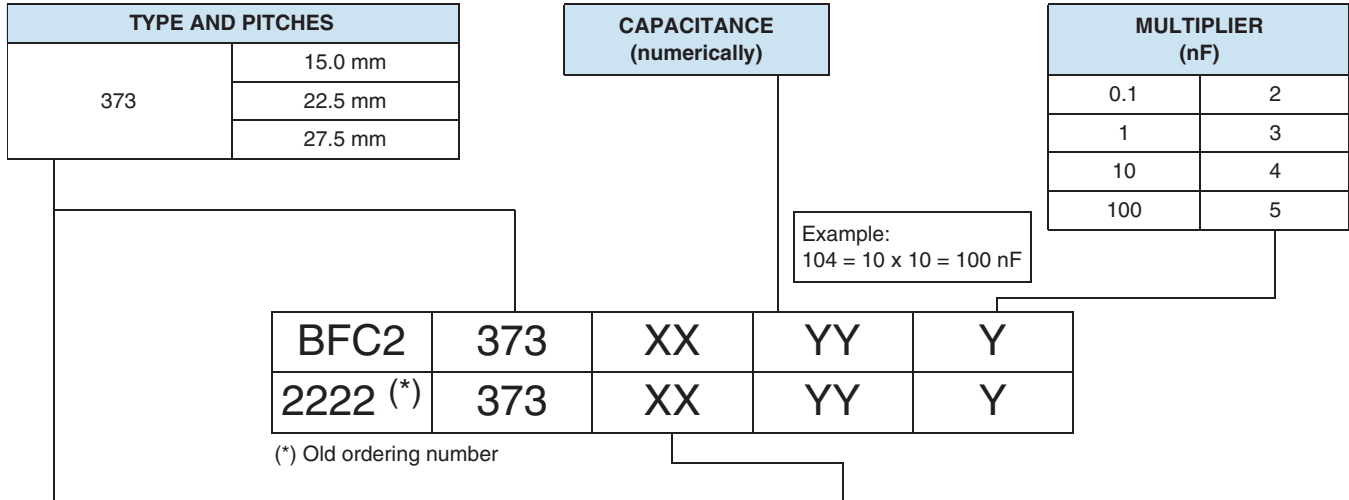 TYPE AND PITCHES
373
15.0 mm
22.5 mm
27.5 mm
CAPACITANCE
(numerically)
MULTIPLIER
(nF)
0.1 2
1 3
10 4
100 5
Example:
104 = 10 x 10 = 100 nF
BFC2 373 XX YY Y
2222 (*) 373 XX YY Y
(*) Old ordering number